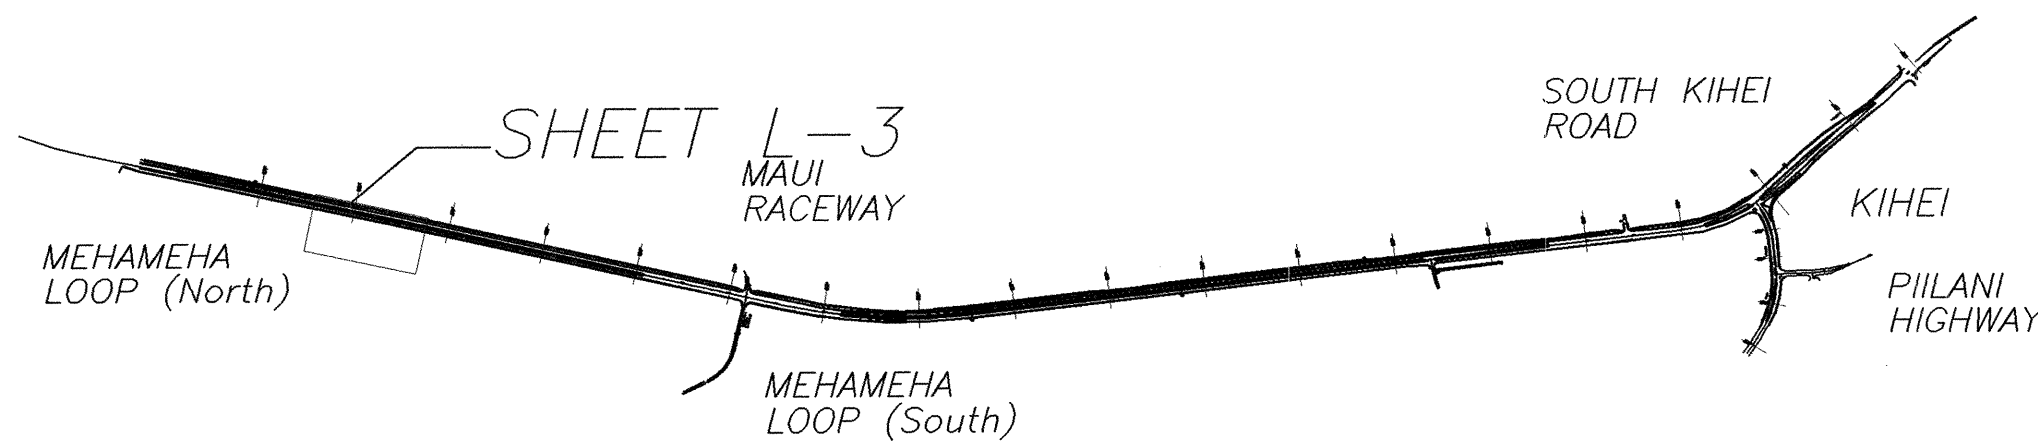 SOUTH KIHEI
ROAD
SHEET L-3
MAUI
RACEWAY
KIHEI
MEHAMEHA
LOOP (North)
PIILANI
HIGHWAY
MEHAMEHA
LOOP (South)